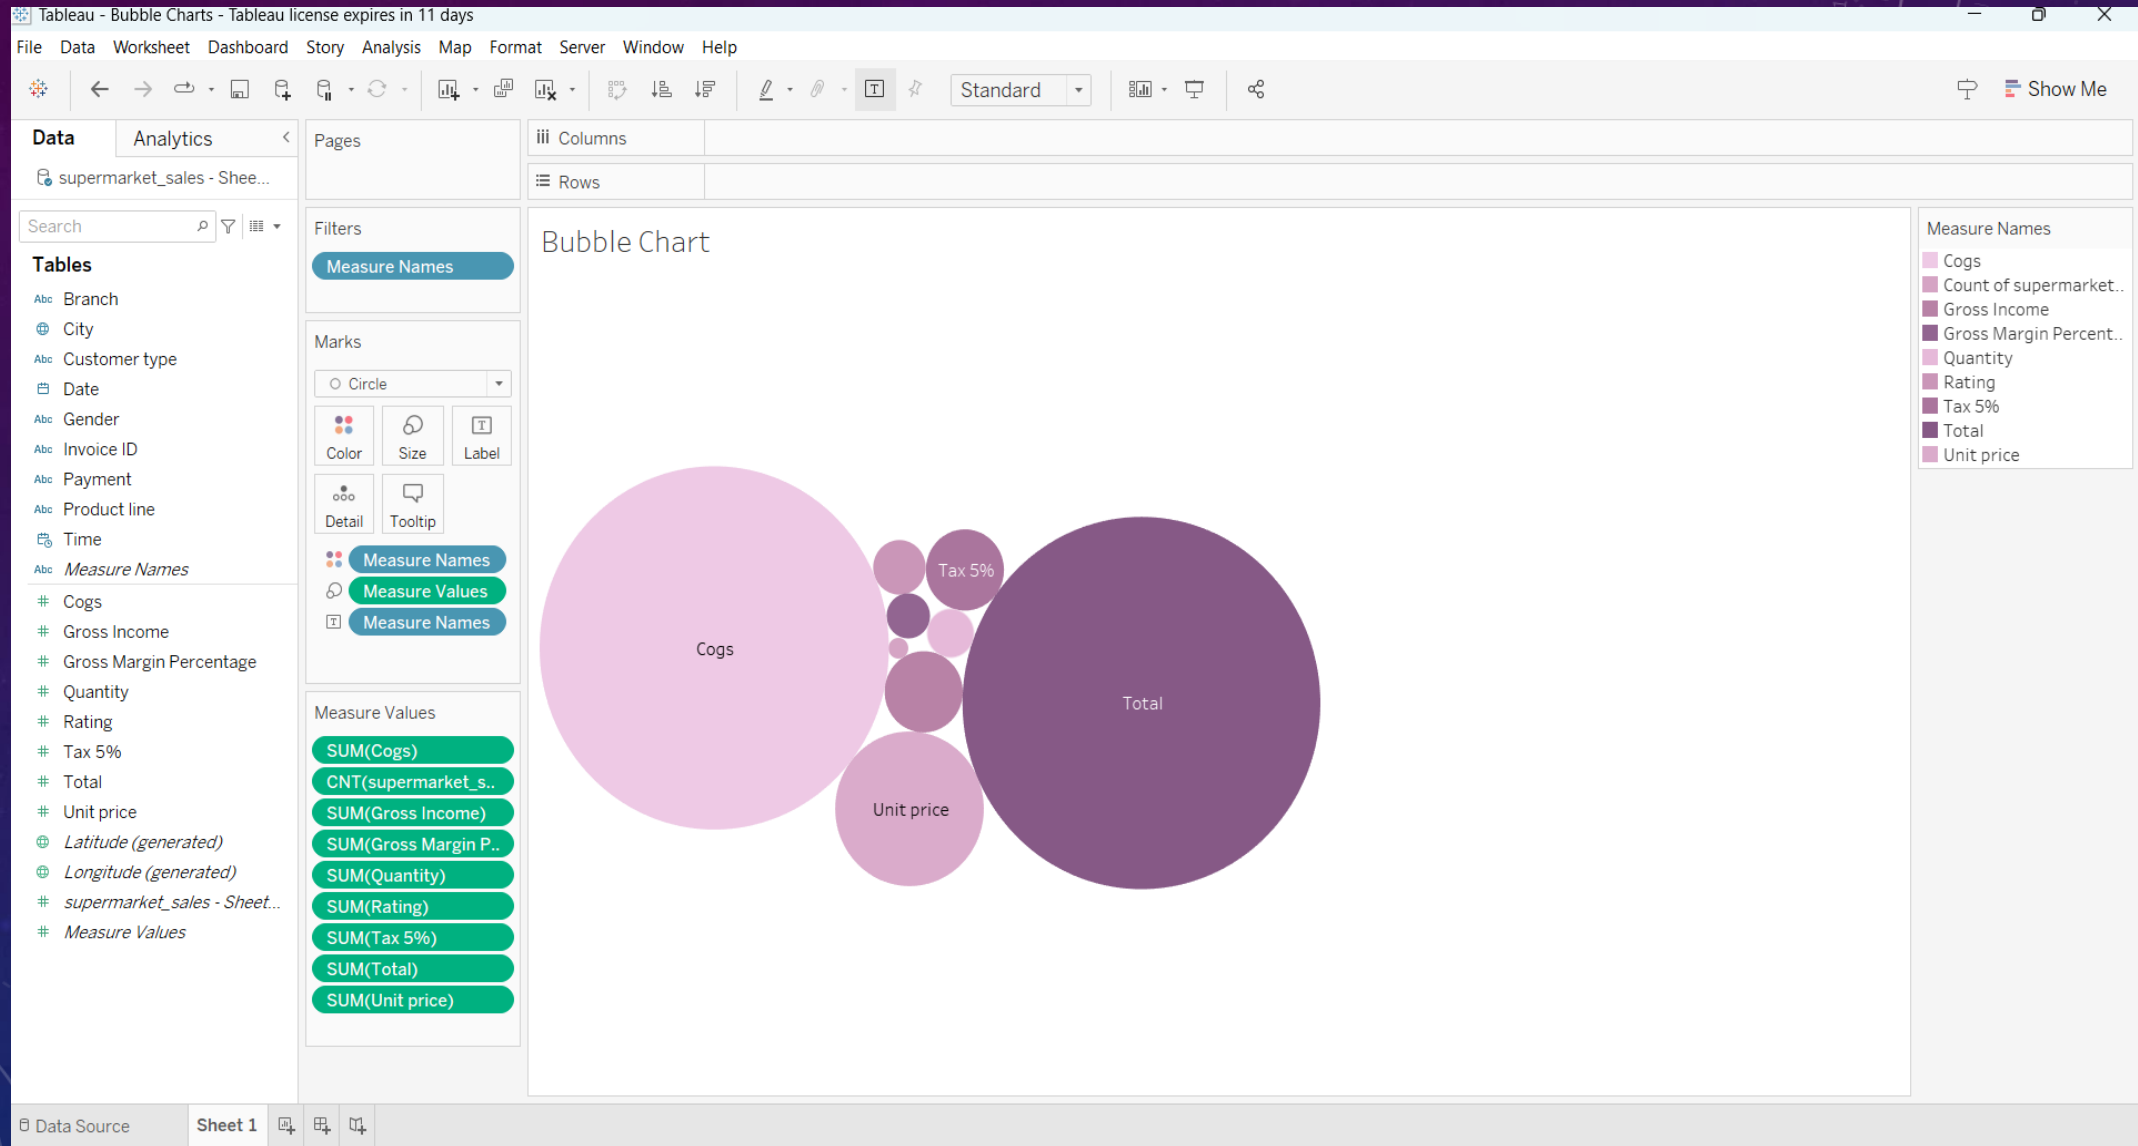 Tableau - Bubble Charts - Tableau license expires in 11 days
File Data Worksheet Dashboard Story Analysis Map Format Server Window Help
Standard
Show Me
Data
Analytics
supermarket_sales - Shee...
Search
Tables
Abc Branch
City
Abc Customer type
Date
Abc Gender
Abc Invoice ID
Abc Payment
Abc Product line
Time
Abc Measure Names
# Cogs
# Gross Income
# Gross Margin Percentage
# Quantity
# Rating
# Tax 5%
# Total
# Unit price
Latitude (generated)
Longitude (generated)
# supermarket_sales - Sheet...
# Measure Values
Pages
Filters
Measure Names
Marks
Circle
Color
Size
T
Label
Detail
Tooltip
Measure Names
Measure Values
T Measure Names
Measure Values
SUM(Cogs)
CNT(supermarket_s..
SUM(Gross Income)
SUM(Gross Margin P..
SUM(Quantity)
SUM(Rating)
SUM(Tax 5%)
SUM(Total)
SUM(Unit price)
Columns
Rows
Bubble Chart
Cogs
Tax 5%
Total
Unit price
Measure Names
Cogs
Count of supermarket..
Gross Income
Gross Margin Percent..
Quantity
Rating
Tax 5%
Total
Unit price
Data Source
Sheet 1